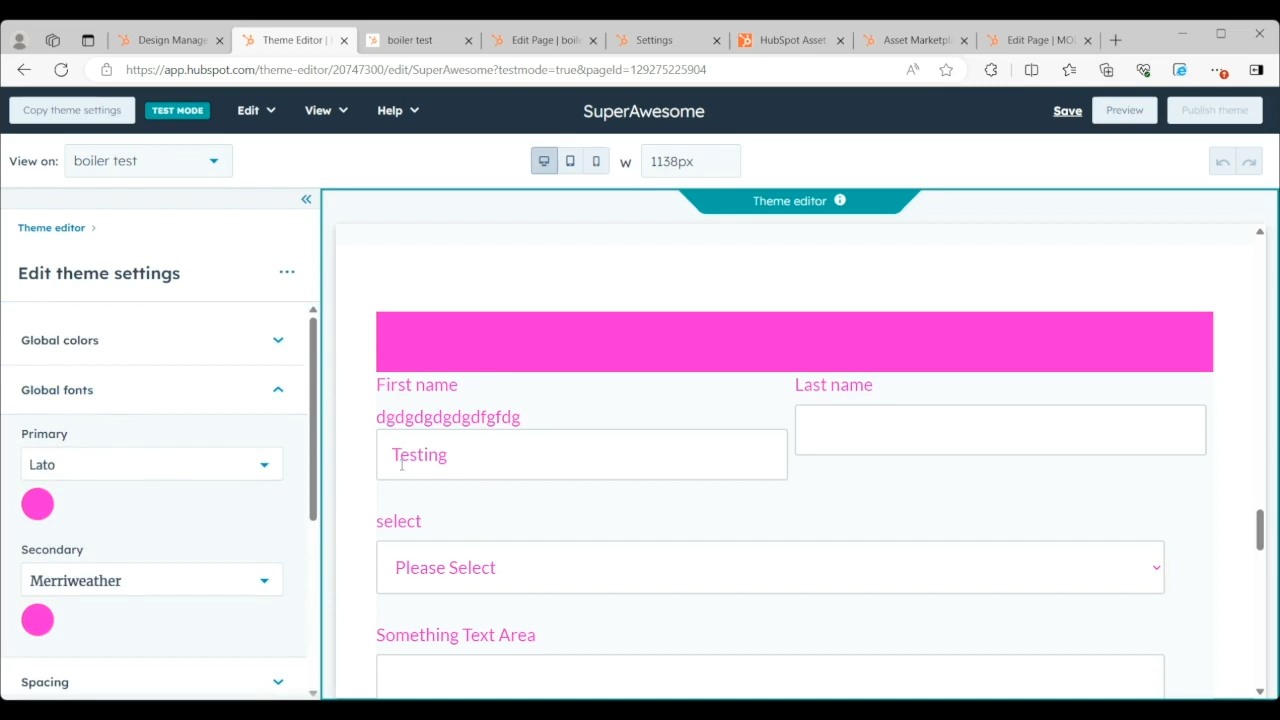 Design Manage
Theme Editor |
boiler test
Edit Page | boile
Settings
HubSpot Asset
Asset Marketpl
Edit Page | MO
https://app.hubspot.com/theme-editor/20747300/edit/SuperAwesome?testmode=true&pageId=129275225904
Copy theme settings
TEST MODE
Edit
View
Help
SuperAwesome
Save
Preview
Publish theme
View on:
boiler test
W
1138px
Theme editor
Theme editor
Edit theme settings
Global colors
Global fonts
Primary
Lato
Secondary
Merriweather
Spacing
First name
Last name
dgdgdgdgdgdfgfdg
Testing
select
Please Select
Something Text Area